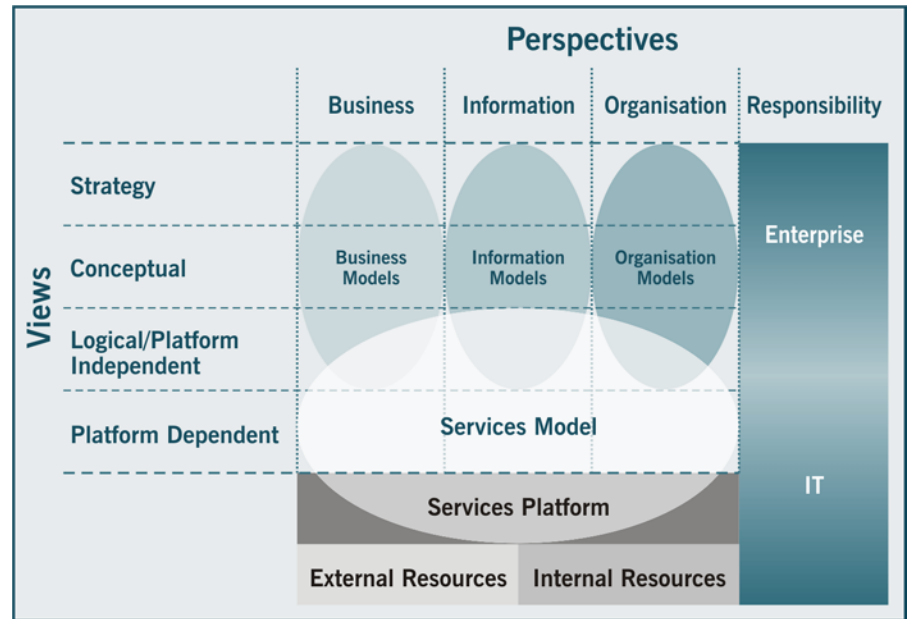 Perspectives
Business Information Organisation Responsibility
Views
Strategy
Enterprise
Conceptual
Business
Models
Information
Models
Organisation
Models
Logical/Platform
Independent
Platform Dependent
Services Model
IT
Services Platform
External Resources
Internal Resources